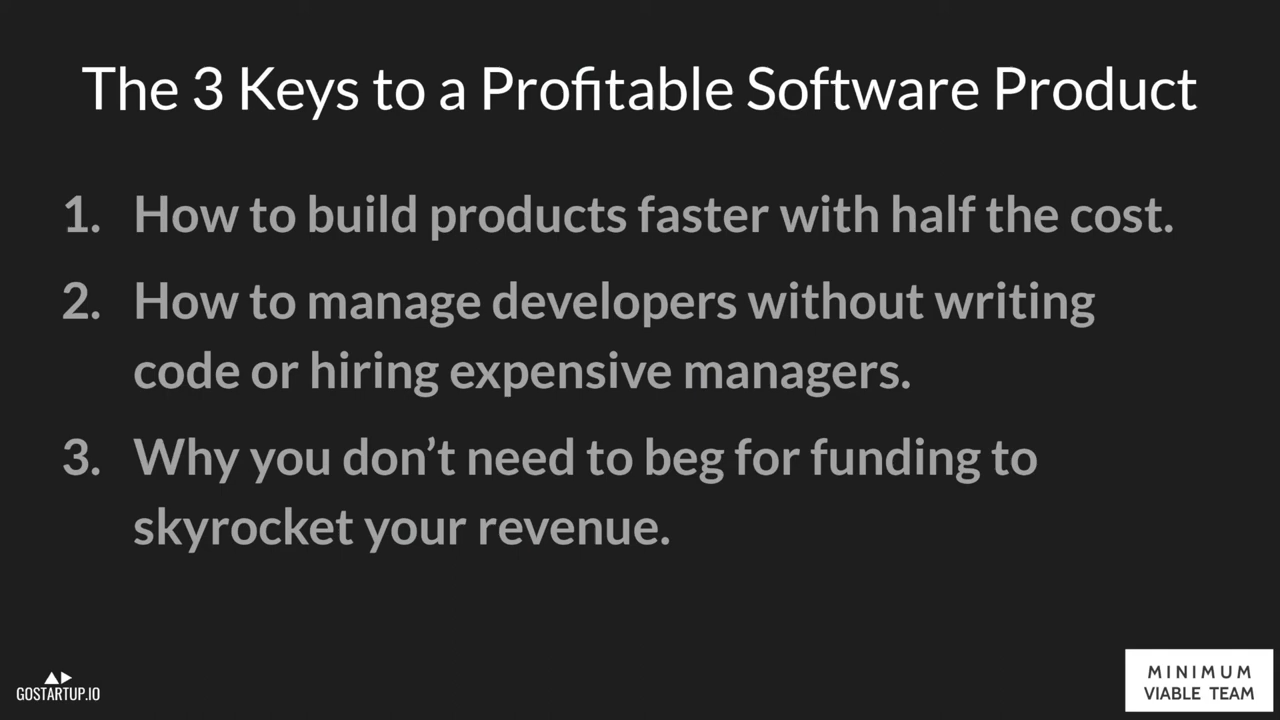 The 3 Keys to a Profitable Software Product
1. How to build products faster with half the cost.
2. How to manage developers without writing
code or hiring expensive managers.
3. Why you don’t need to beg for funding to
skyrocket your revenue.
GOSTARTUP.IO
MINIMUM
VIABLE TEAM